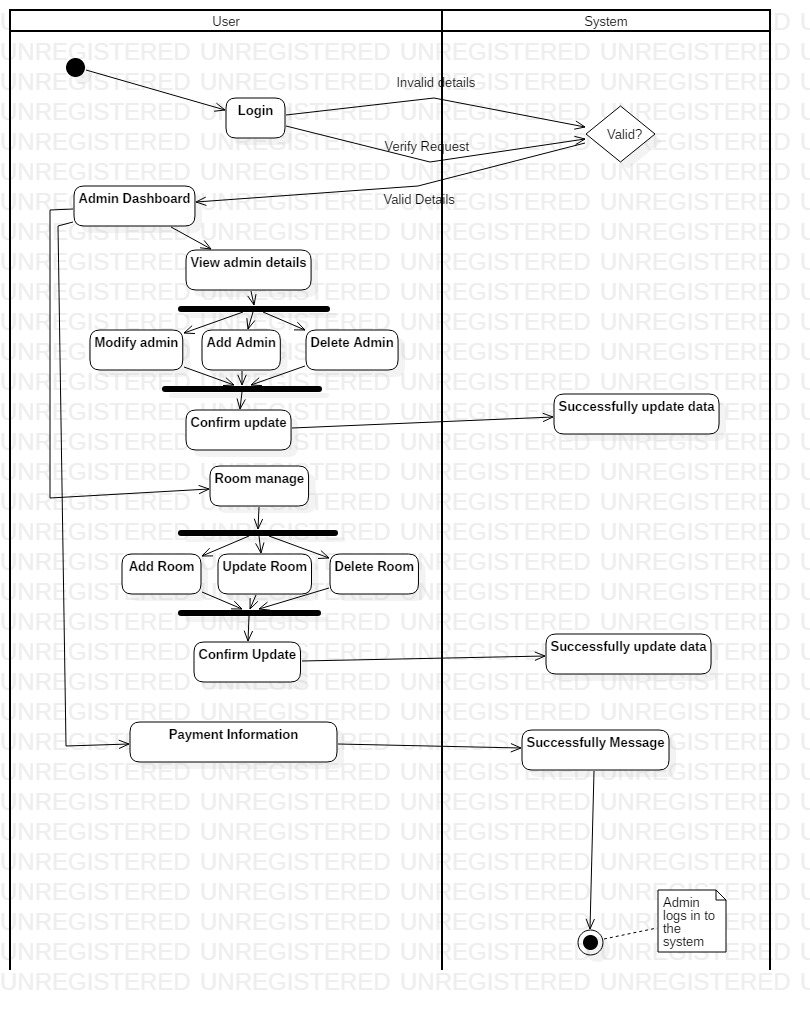 User
System
Invalid details
Login
Valid?
Verify Request
Admin Dashboard
Valid Details
View admin details
Modify admin
Add Admin
Delete Admin
Successfully update data
Confirm update
Room manage
Add Room
Update Room
Delete Room
Confirm Update
Successfully update data
Payment Information
Successfully Message
Admin
logs in to
the
system